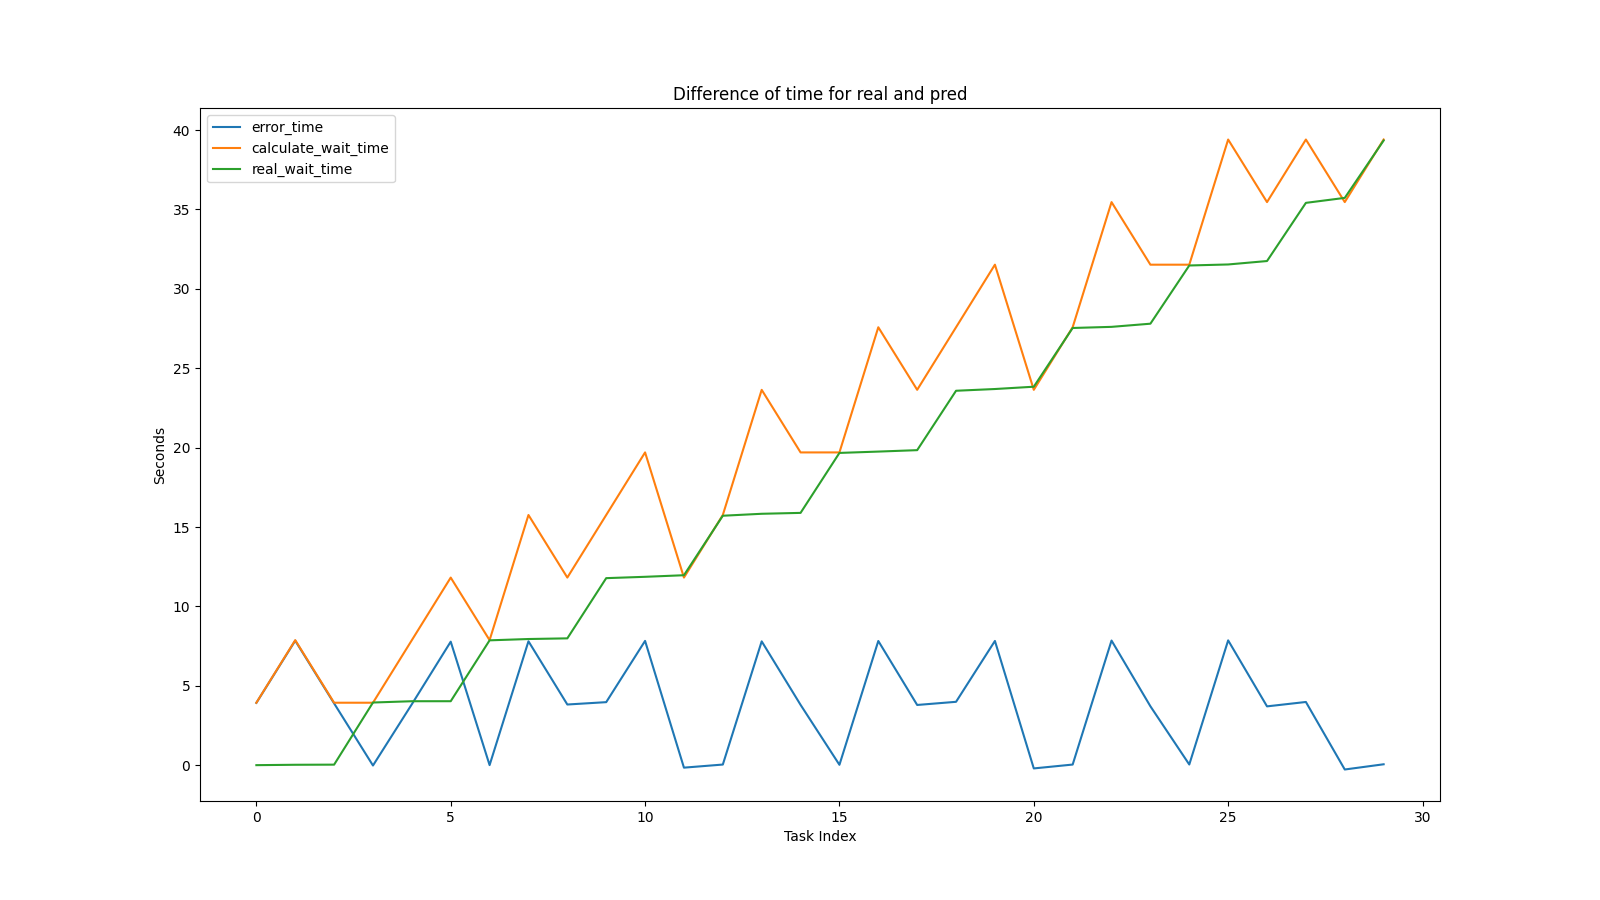 Difference of time for real and pred
error_time
calculate_wait_time
real_wait_time
40
35
30
25
20
15
10
5
0
Seconds
0 5 10 15 20 25 30
Task Index